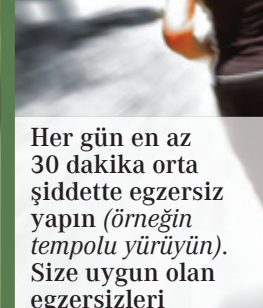 Her gün en az
30 dakika orta
şiddette egzersiz
yapın (örneğin
tempolu yürüyün).
Size uygun olan
egzersizleri